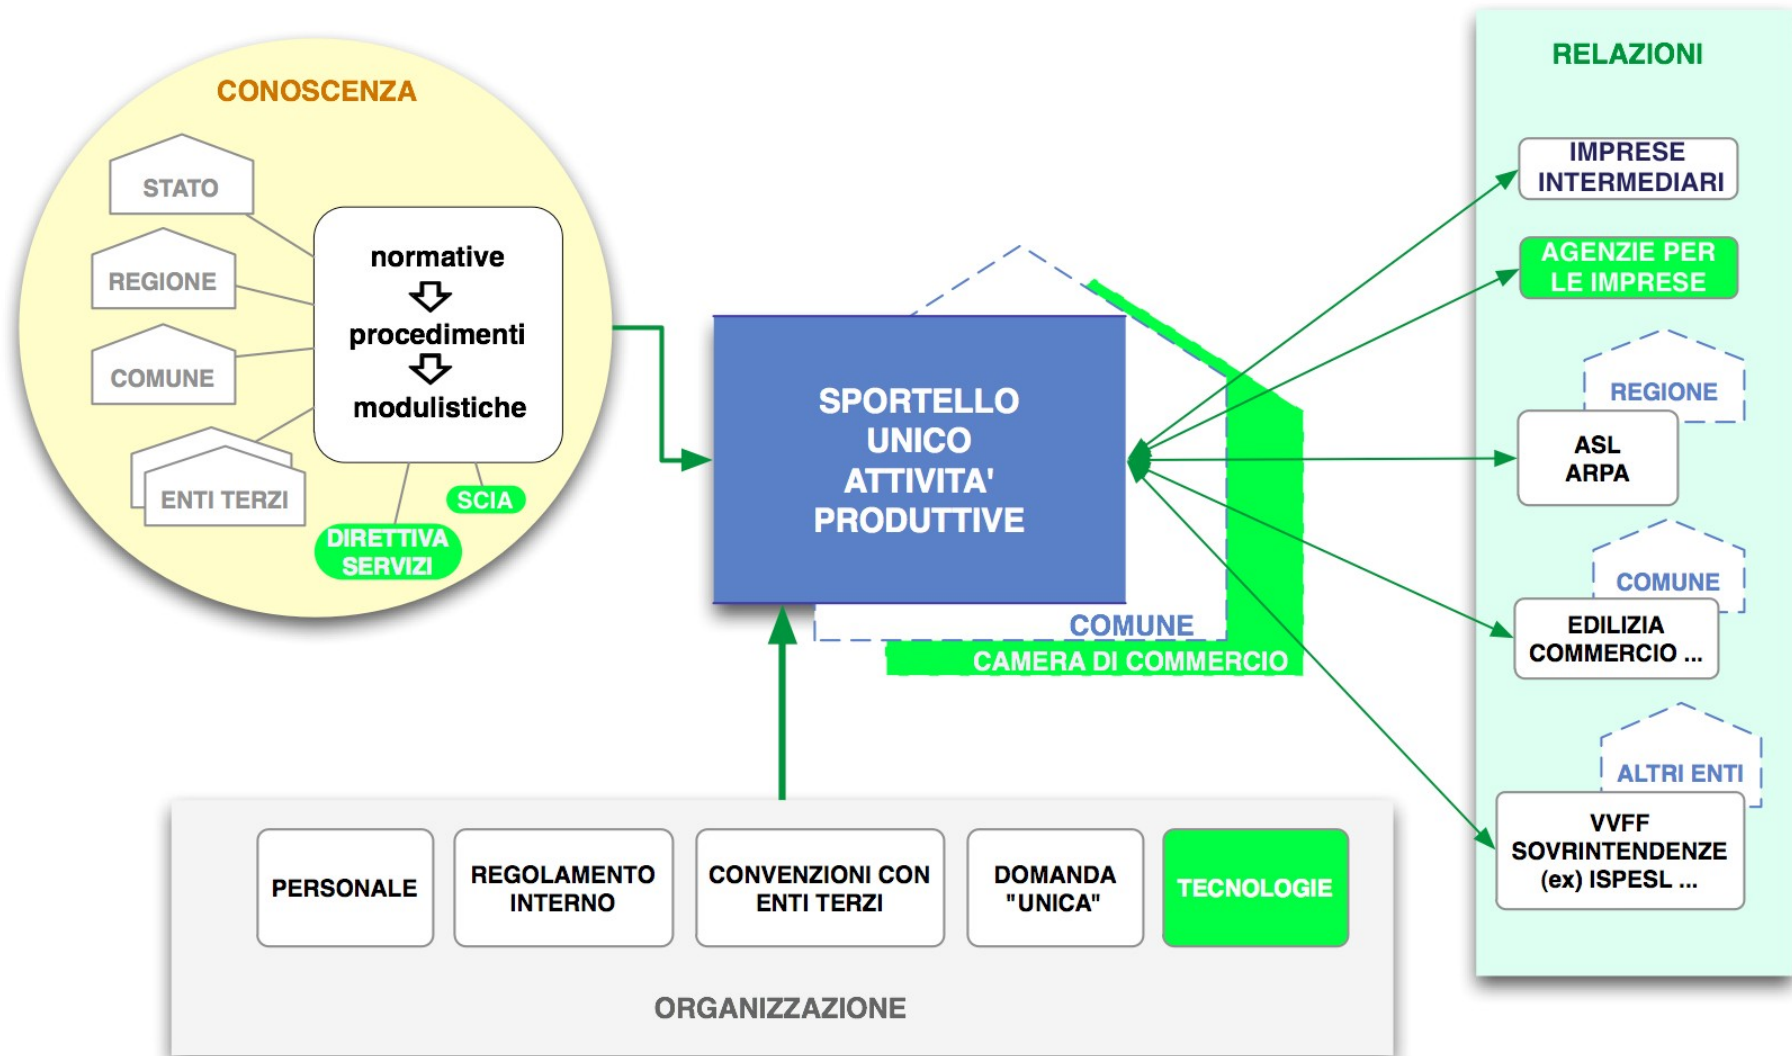 CONOSCENZA
STATO
REGIONE
COMUNE
ENTI TERZI
normative
procedimenti
modulistiche
SCIA
DIRETTIVA
SERVIZI
SPORTELLO
UNICO
ATTIVITA'
PRODUTTIVE
COMUNE
CAMERA DI COMMERCIO
RELAZIONI
IMPRESE
INTERMEDIARI
AGENZIE PER
LE IMPRESE
REGIONE
ASL
ARPA
COMUNE
EDILIZIA
COMMERCIO ...
ALTRI ENTI
VVFF
SOVRINTENDENZE
(ex) ISPESL ...
PERSONALE
REGOLAMENTO
INTERNO
CONVENZIONI CON
ENTI TERZI
DOMANDA
"UNICA"
TECNOLOGIE
ORGANIZZAZIONE